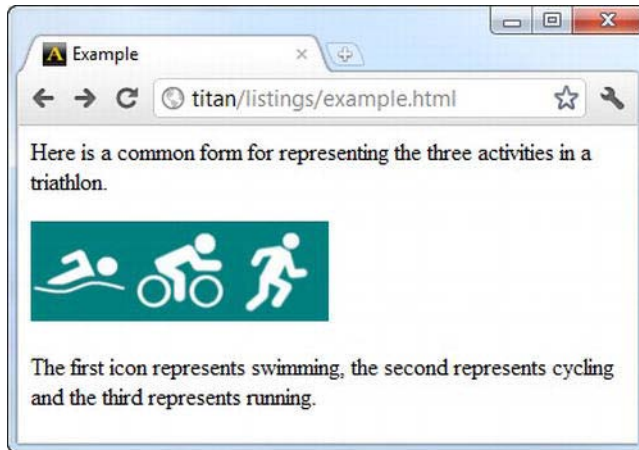 A Example
titan/listings/example.html
Here is a common form for representing the three activities in a
triathlon.
The first icon represents swimming, the second represents cycling
and the third represents running.